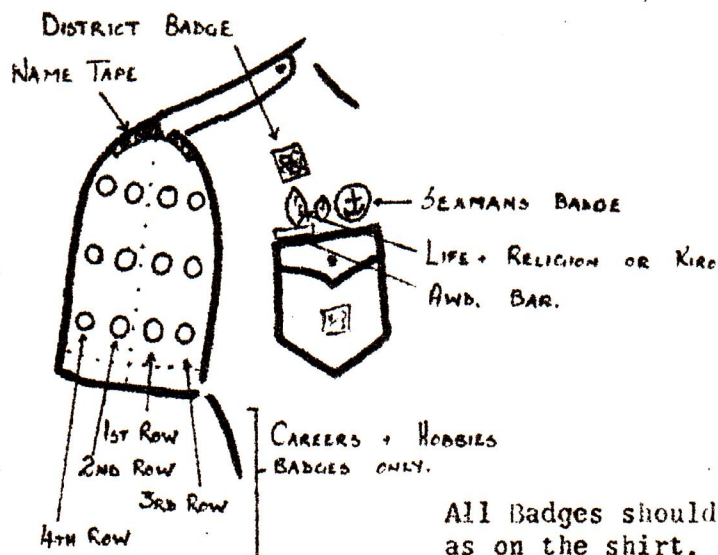 DISTRICT BADGE
NAME TAPE
SEAMANS BADGE
LIFE + RELIGION OR
AWD. BAR.
1ST ROW
2ND ROW
3RD ROW
4TH ROW
CAREERS + HOBBIES
BADGES ONLY.
All Badges should
as on the shirt.